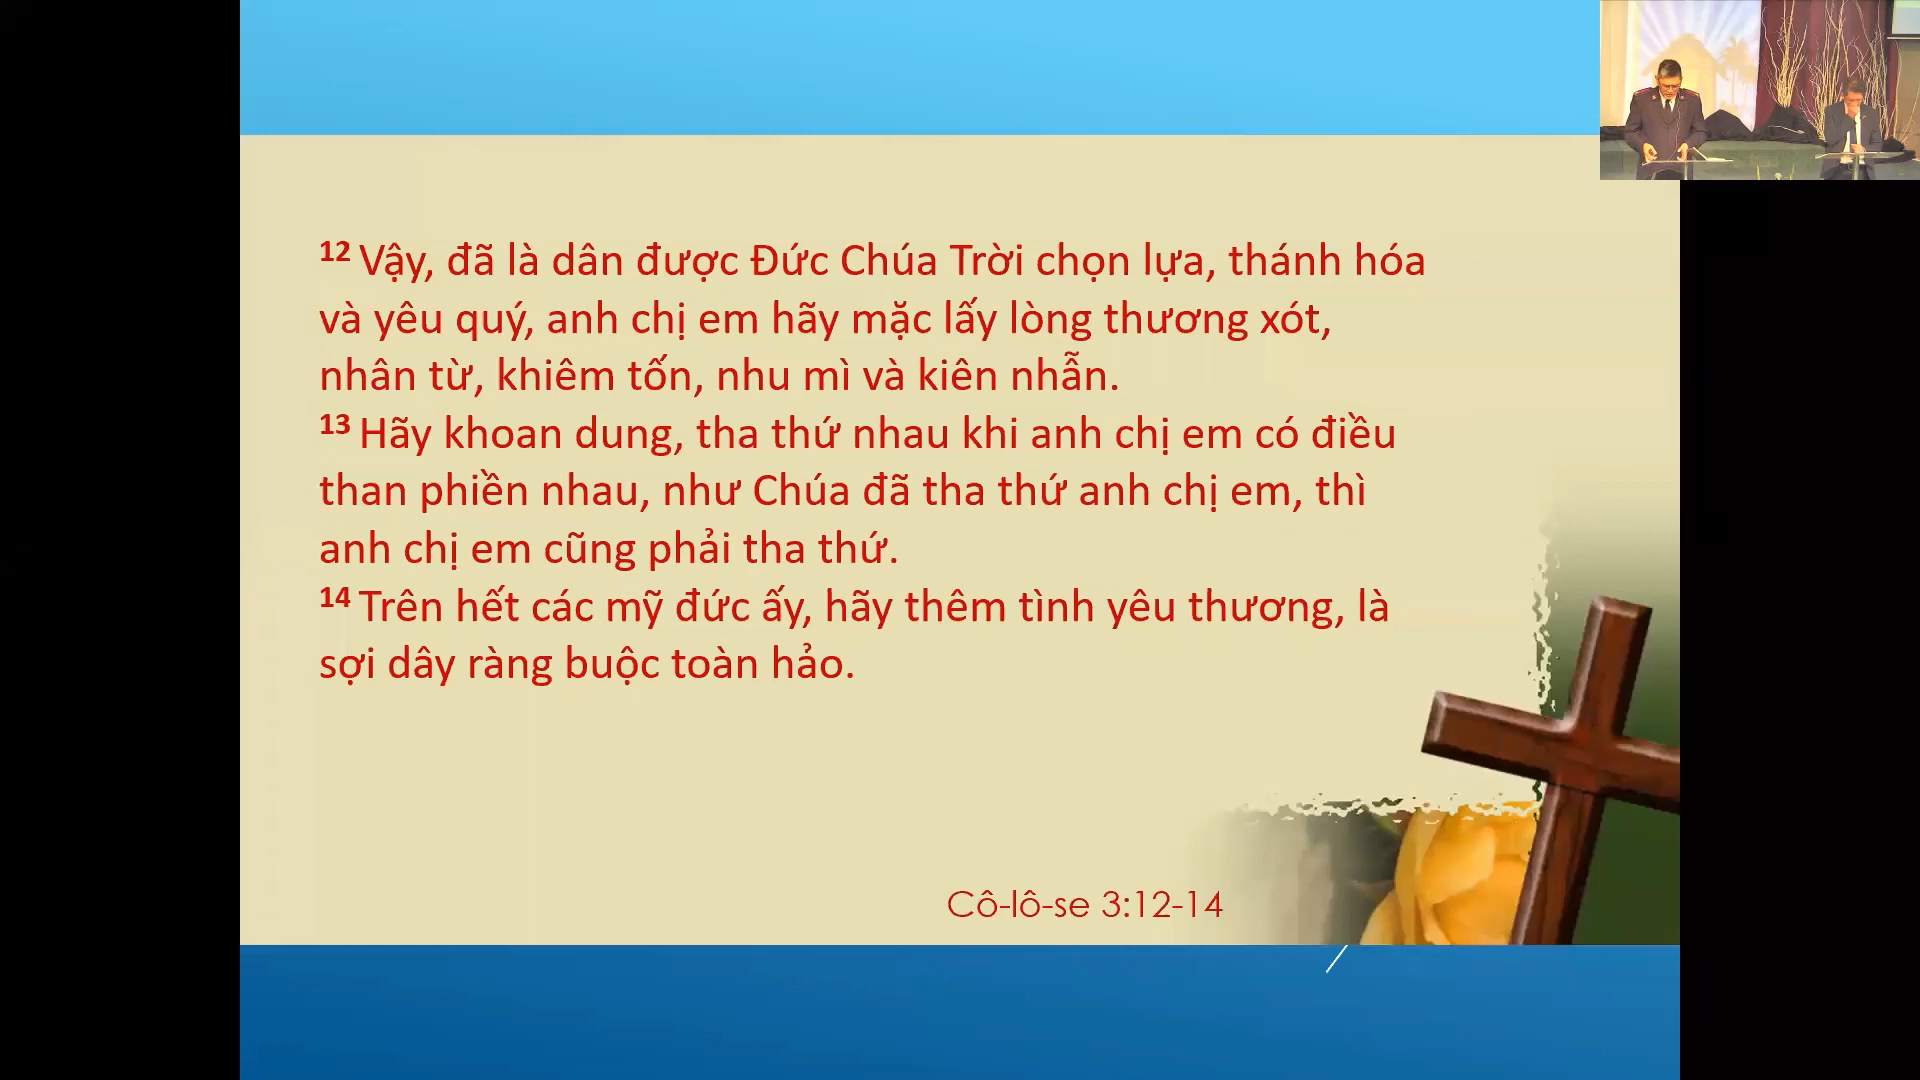 12 Vậy, đã là dân được Đức Chúa Trời chọn lựa, thánh hóa
và yêu quý, anh chị em hãy mặc lấy lòng thương xót,
nhân từ, khiêm tốn, nhu mì và kiên nhẫn.
13 Hãy khoan dung, tha thứ nhau khi anh chị em có điều
than phiền nhau, như Chúa đã tha thứ anh chị em, thì
anh chị em cũng phải tha thứ.
14 Trên hết các mỹ đức ấy, hãy thêm tình yêu thương, là
sợi dây ràng buộc toàn hảo.
Cô-lô-se 3:12-14